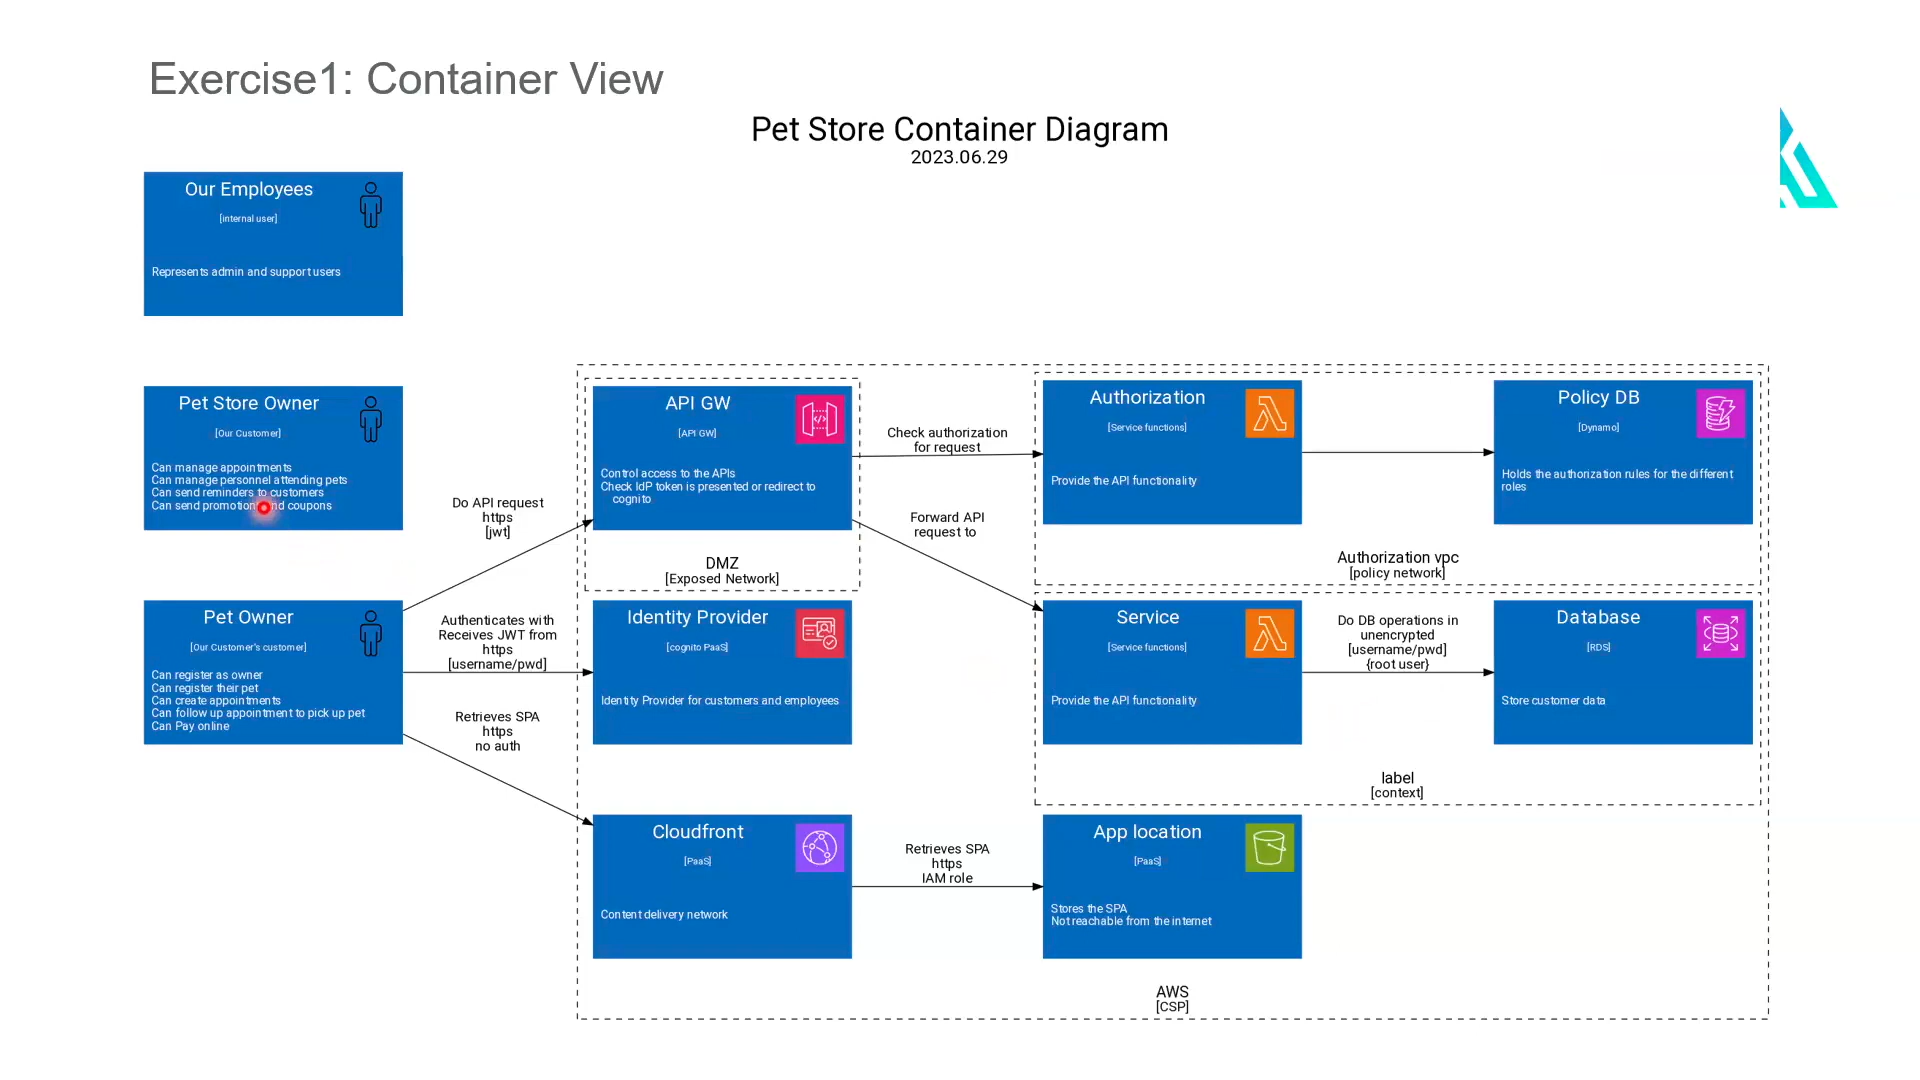 Exercise1: Container View
Pet Store Container Diagram
2023.06.29
Our Employees
[internal user]
Represents admin and support users
Pet Store Owner
[Our Customer]
Can manage appointments
Can manage personnel attending pets
Can send reminders to customers
Can send promotion nd coupons
Pet Owner
[Our Customer's customer]
Can register as owner
Can register their pet
Can create appointments
Can follow up appointment to pick up pet
Can Pay online
Do API request
https
[jwt]
Authenticates with
Receives JWT from
https
[username/pwd]
Retrieves SPA
https
no auth
API GW
[API GW]
Control access to the APIs
Check IdP token is presented or redirect to
cognito
DMZ
[Exposed Network]
Identity Provider
[cognito PaaS]
Identity Provider for customers and employees
Cloudfront
[PaaS]
Content delivery network
Check authorization
for request
Forward API
request to
Retrieves SPA
https
IAM role
Authorization
[Service functions]
Provide the API functionality
Policy DB
[Dynamo]
Holds the authorization rules for the different
roles
Authorization vpc
[policy network]
Service
[Service functions]
Provide the API functionality
Do DB operations in
unencrypted
[username/pwd]
{root user}
Database
[RDS]
Store customer data
label
[context]
App location
[PaaS]
Stores the SPA
Not reachable from the internet
AWS
[CSP]